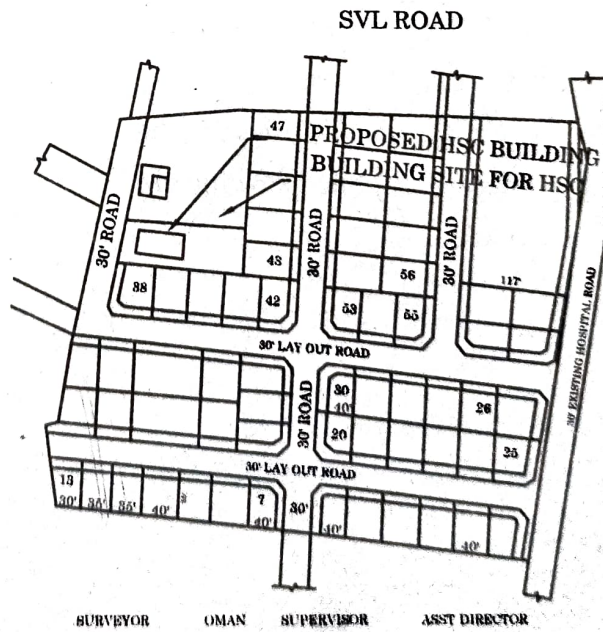 SVL ROAD
47
PROPOSED HSC BUILDING
BUILDING SITE FOR HSC
30' ROAD
30' ROAD
30' ROAD
43
56
117
38
42
53
55
30' LAY OUT ROAD
30' EXISTING HOSPITAL ROAD
30' ROAD
30
40'
26
20
25
30' LAY OUT ROAD
13
7
30'
30'
35'
35'
40'
40'
40'
40'
SURVEYOR OMAN SUPERVISOR ASST DIRECTOR